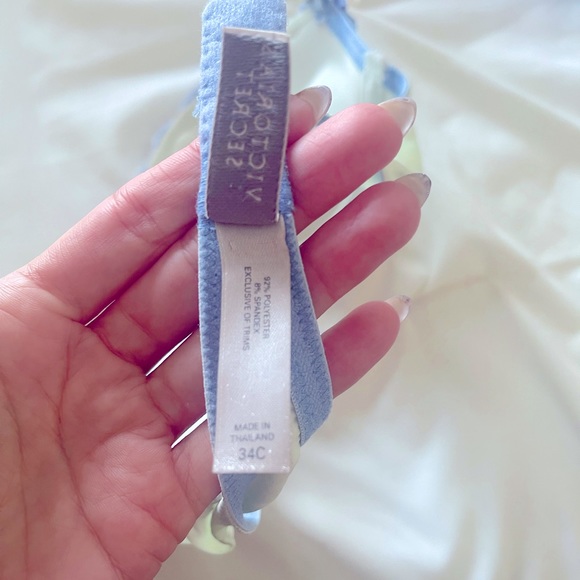 VICTORIA'S
SECRET
92% POLYESTER
8% SPANDEX
EXCLUSIVE OF TRIMS
MADE IN
THAILAND
34C